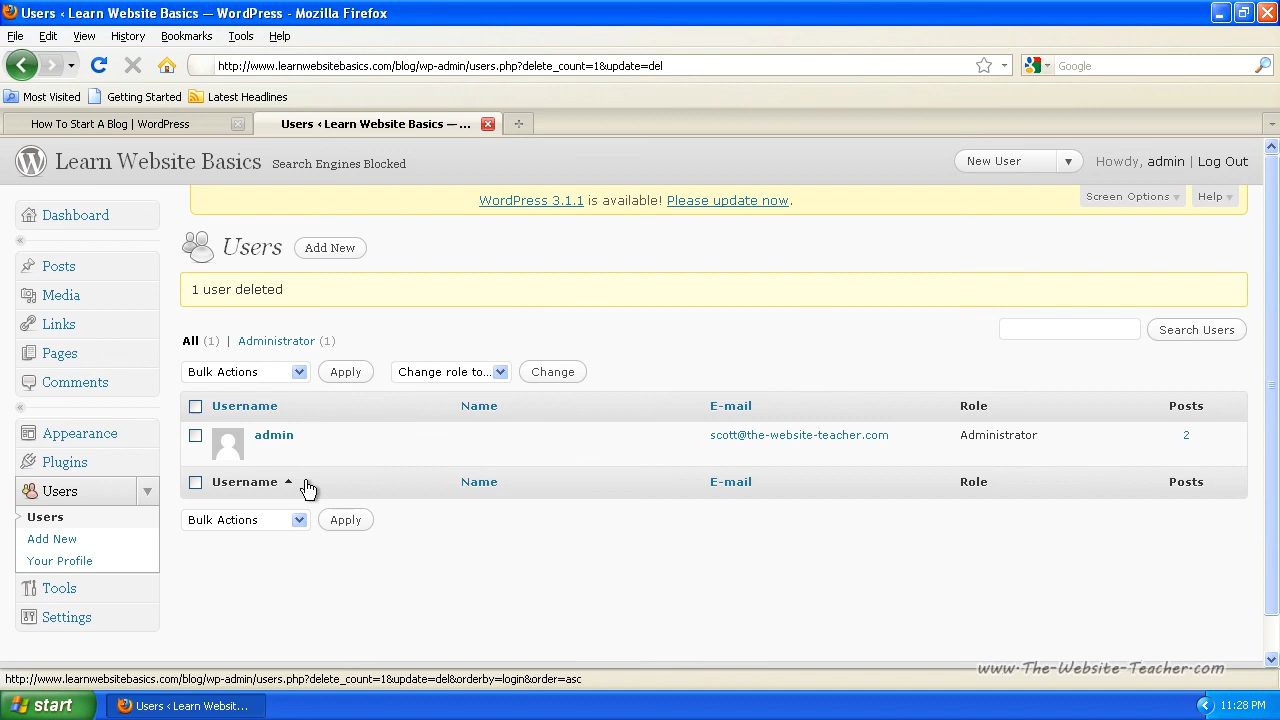 Users ‹ Learn Website Basics — WordPress - Mozilla Firefox
File Edit View History Bookmarks Tools Help
http://www.learnwebsitebasics.com/blog/wp-admin/users.php?delete_count=1&update=del
Google
Most Visited Getting Started Latest Headlines
How To Start A Blog | WordPress
Users ‹ Learn Website Basics —...
Learn Website Basics Search Engines Blocked
New User
Howdy, admin | Log Out
WordPress 3.1.1 is available! Please update now.
Screen Options Help
Dashboard
Posts
Media
Links
Pages
Comments
Appearance
Plugins
Users
Users
Add New
Your Profile
Tools
Settings
Users Add New
1 user deleted
All (1) | Administrator (1)
Search Users
Bulk Actions Apply Change role to... Change
Username Name E-mail Role Posts
admin scott@the-website-teacher.com Administrator 2
Username Name E-mail Role Posts
Bulk Actions Apply
www.The-Website-Teacher.com
http://www.learnwebsitebasics.com/blog/wp-admin/users.php?delete_count=1&update=del&orderby=login&order=asc
start
Users ‹ Learn Websit...
11:28 PM